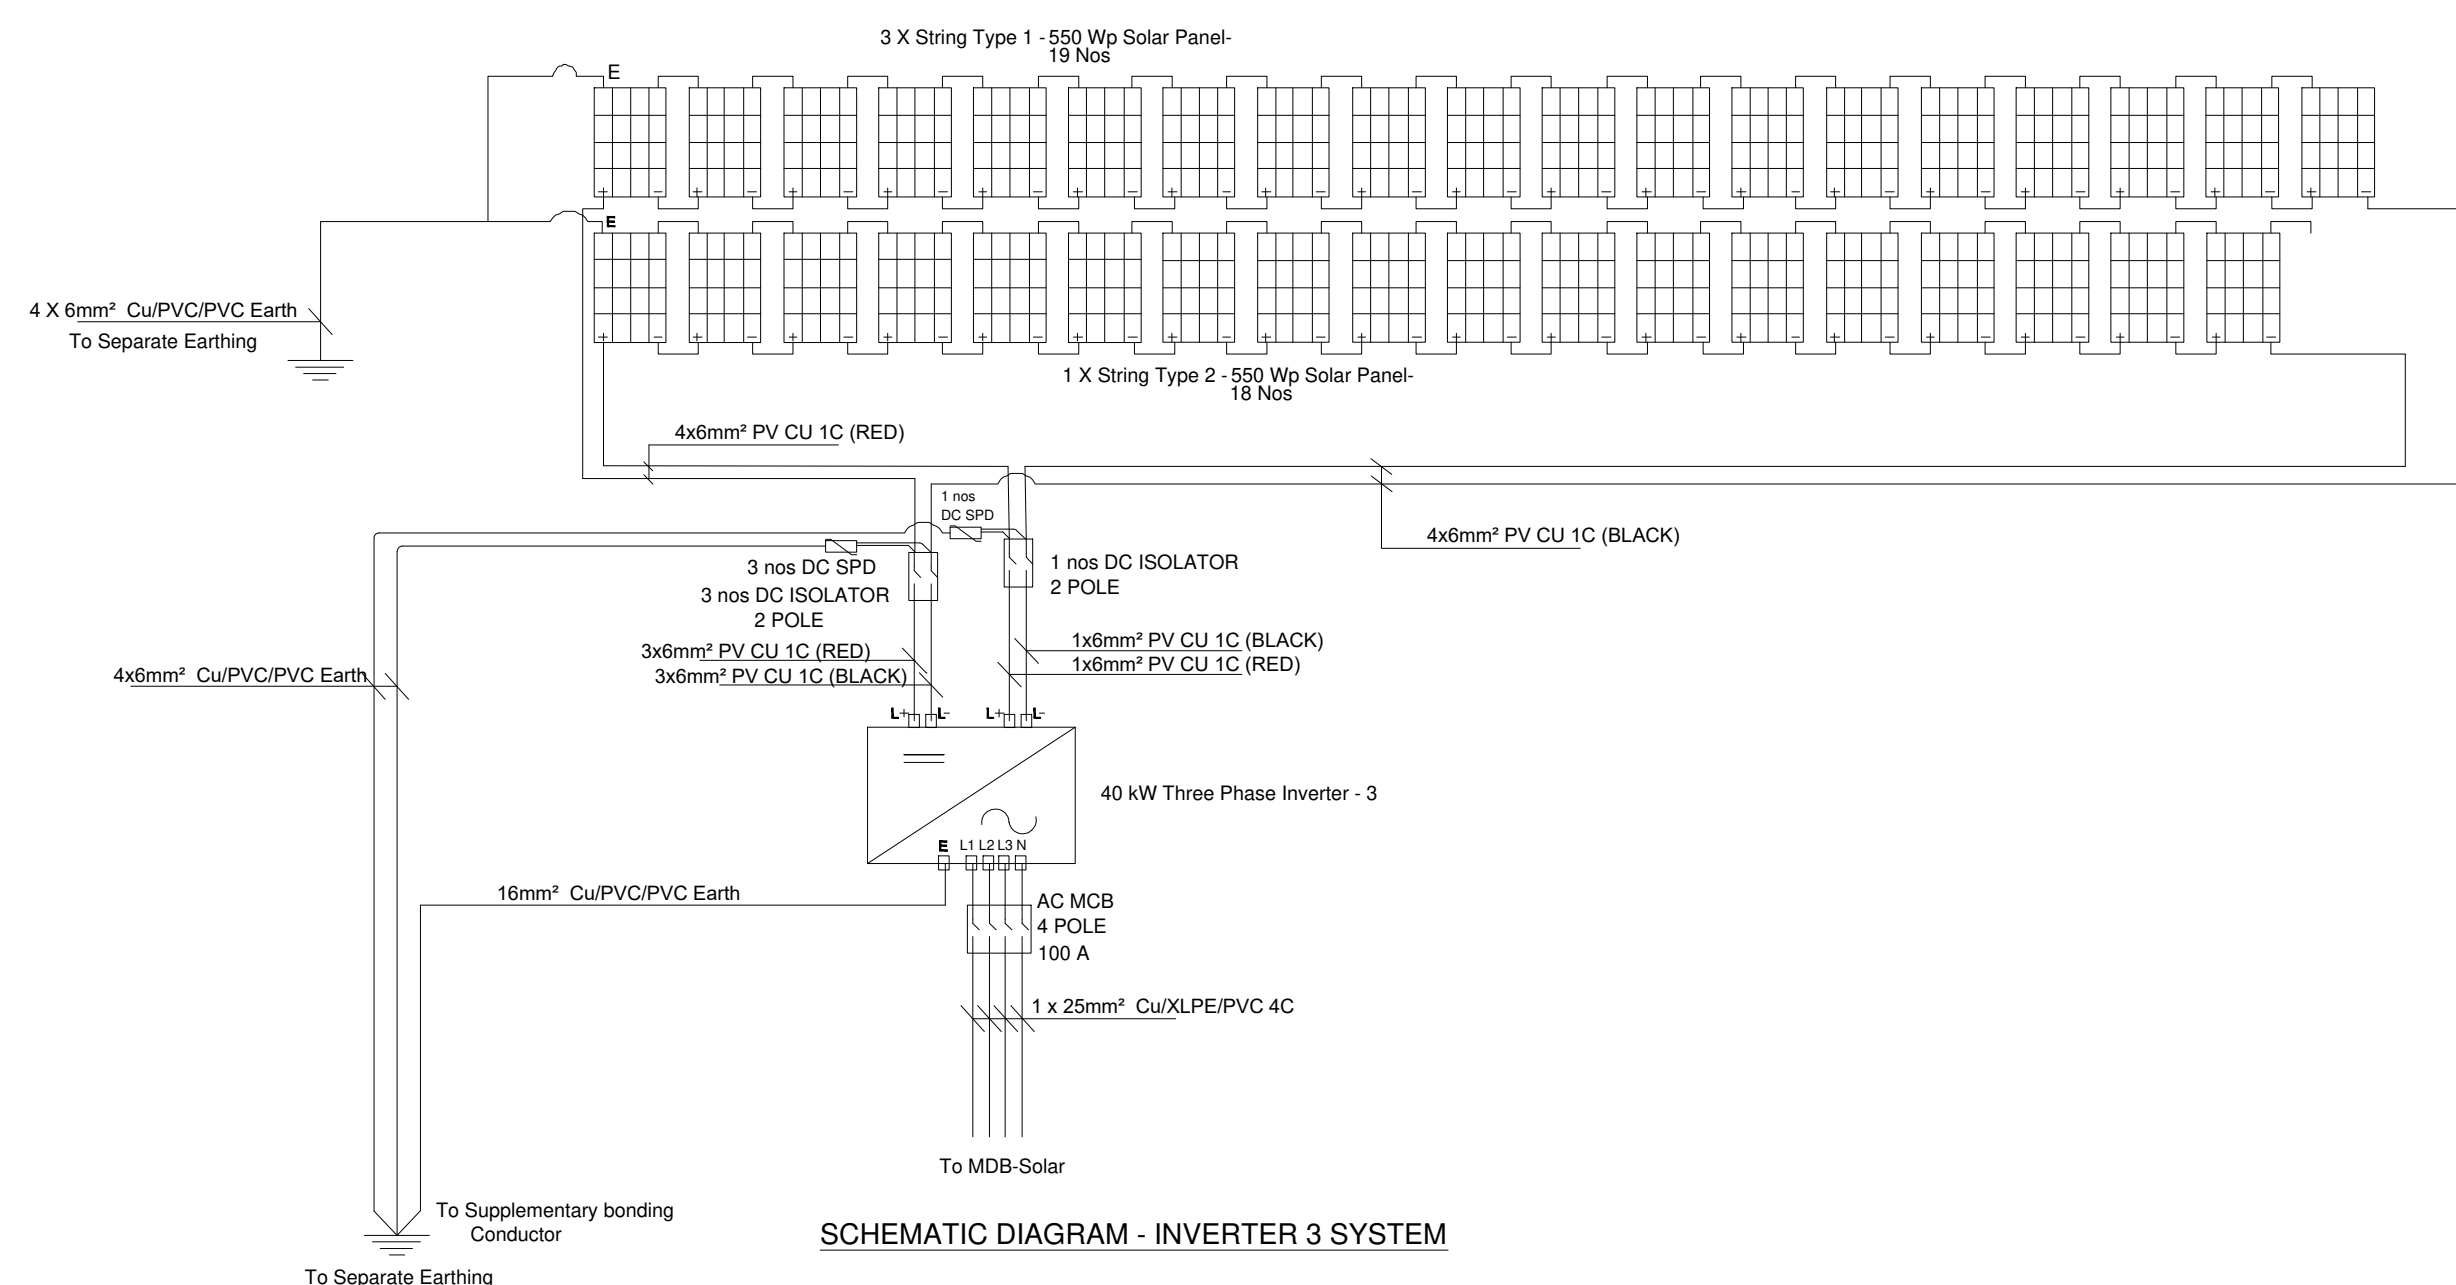 3 X String Type 1 - 550 Wp Solar Panel-
19 Nos
E
E
4 X 6mm² Cu/PVC/PVC Earth
To Separate Earthing
1 X String Type 2 - 550 Wp Solar Panel-
18 Nos
4x6mm² PV CU 1C (RED)
1 nos
DC SPD
4x6mm² PV CU 1C (BLACK)
3 nos DC SPD
3 nos DC ISOLATOR
2 POLE
1 nos DC ISOLATOR
2 POLE
3x6mm² PV CU 1C (RED)
3x6mm² PV CU 1C (BLACK)
1x6mm² PV CU 1C (BLACK)
1x6mm² PV CU 1C (RED)
4x6mm² Cu/PVC/PVC Earth
L+ L- L+ L-
40 kW Three Phase Inverter - 3
E L1 L2 L3 N
16mm² Cu/PVC/PVC Earth
AC MCB
4 POLE
100 A
1 x 25mm² Cu/XLPE/PVC 4C
To MDB-Solar
To Supplementary bonding
Conductor
To Separate Earthing
SCHEMATIC DIAGRAM - INVERTER 3 SYSTEM